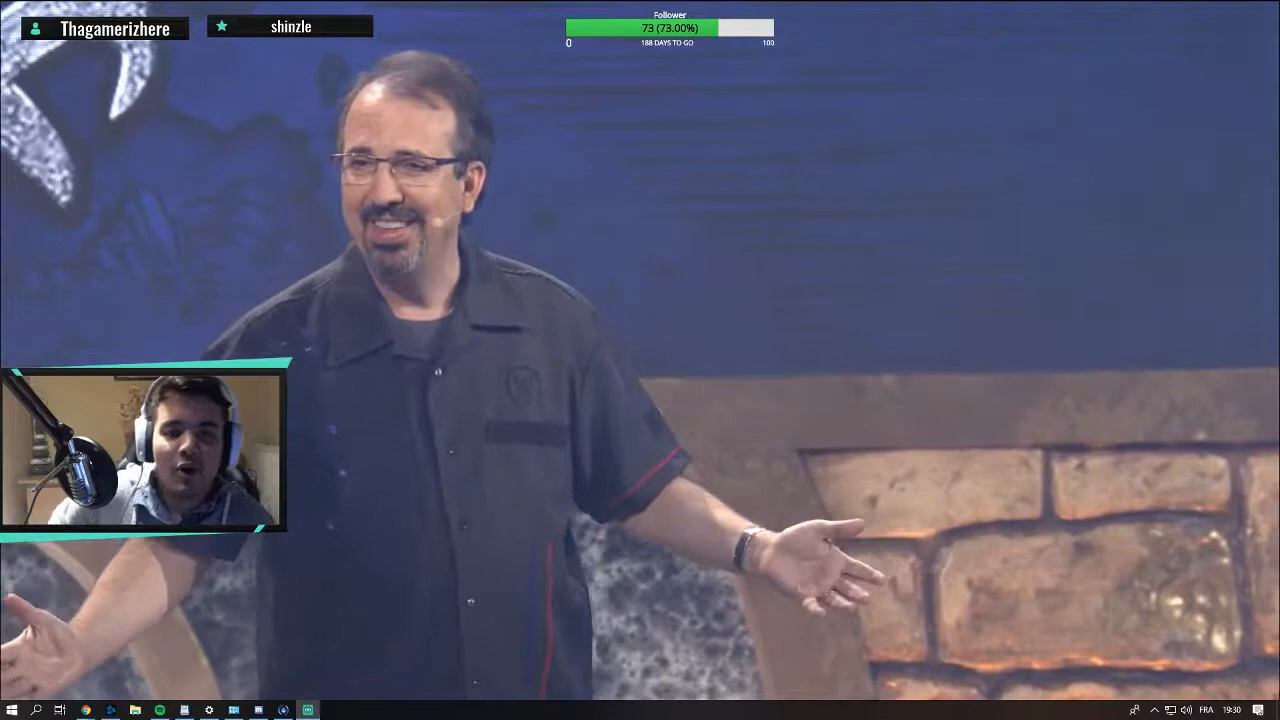 Thagamerizhere
shinzle
Follower
73 (73.00%)
0
188 DAYS TO GO
100
FRA
19:30